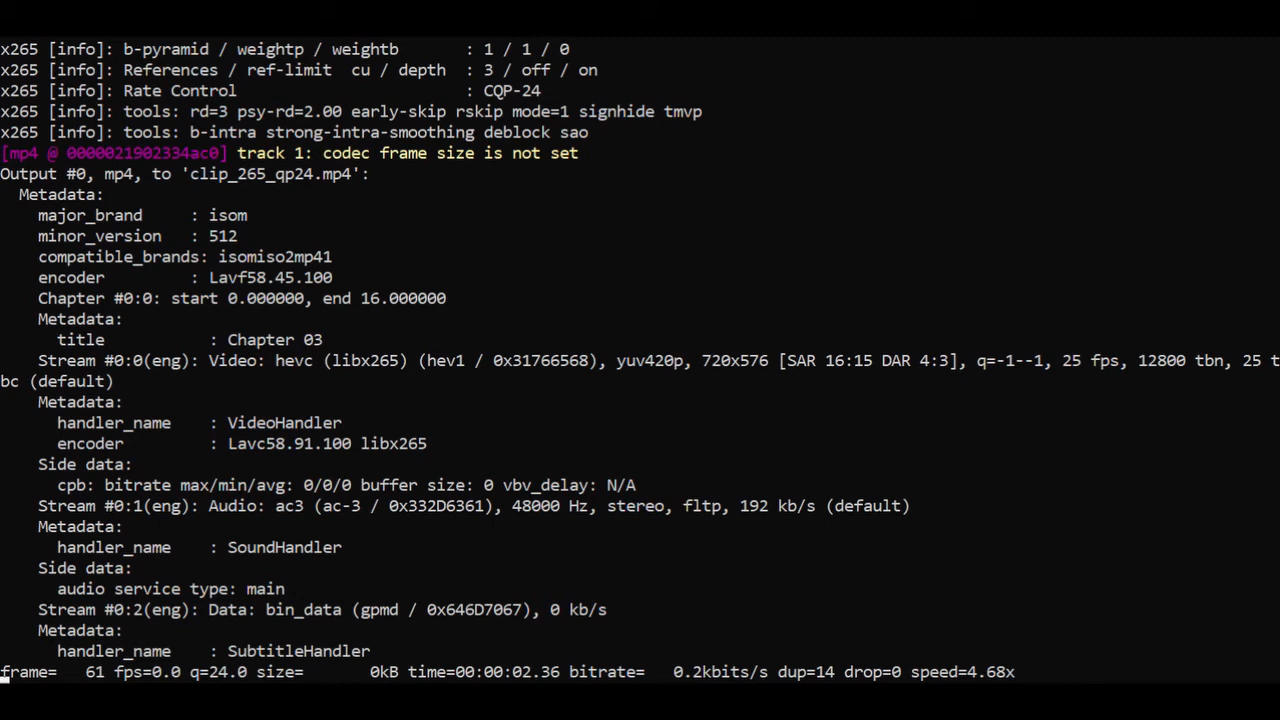 x265 [info]: b-pyramid / weightp / weightb        : 1 / 1 / 0
x265 [info]: References / ref-limit  cu / depth  : 3 / off / on
x265 [info]: Rate Control                        : CQP-24
x265 [info]: tools: rd=3 psy-rd=2.00 early-skip rskip mode=1 signhide tmvp
x265 [info]: tools: b-intra strong-intra-smoothing deblock sao
[mp4 @ 0000021902334ac0] track 1: codec frame size is not set
Output #0, mp4, to 'clip_265_qp24.mp4':
  Metadata:
    major_brand     : isom
    minor_version   : 512
    compatible_brands: isomiso2mp41
    encoder         : Lavf58.45.100
    Chapter #0:0: start 0.000000, end 16.000000
    Metadata:
      title           : Chapter 03
    Stream #0:0(eng): Video: hevc (libx265) (hev1 / 0x31766568), yuv420p, 720x576 [SAR 16:15 DAR 4:3], q=-1--1, 25 fps, 12800 tbn, 25 t
bc (default)
    Metadata:
      handler_name    : VideoHandler
      encoder         : Lavc58.91.100 libx265
    Side data:
      cpb: bitrate max/min/avg: 0/0/0 buffer size: 0 vbv_delay: N/A
    Stream #0:1(eng): Audio: ac3 (ac-3 / 0x332D6361), 48000 Hz, stereo, fltp, 192 kb/s (default)
    Metadata:
      handler_name    : SoundHandler
    Side data:
      audio service type: main
    Stream #0:2(eng): Data: bin_data (gpmd / 0x646D7067), 0 kb/s
    Metadata:
      handler_name    : SubtitleHandler
frame=   61 fps=0.0 q=24.0 size=       0kB time=00:00:02.36 bitrate=   0.2kbits/s dup=14 drop=0 speed=4.68x